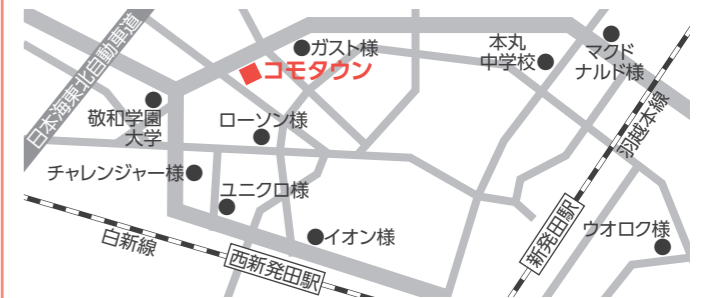 日本海東北自動車道
ガスト様
コモタウン
本丸
中学校
マクド
ナルド様
敬和学園
大学
ローソン様
羽越本線
チャレンジャー様
ユニクロ様
イオン様
白新線
西新発田駅
新発田駅
ウオロク様